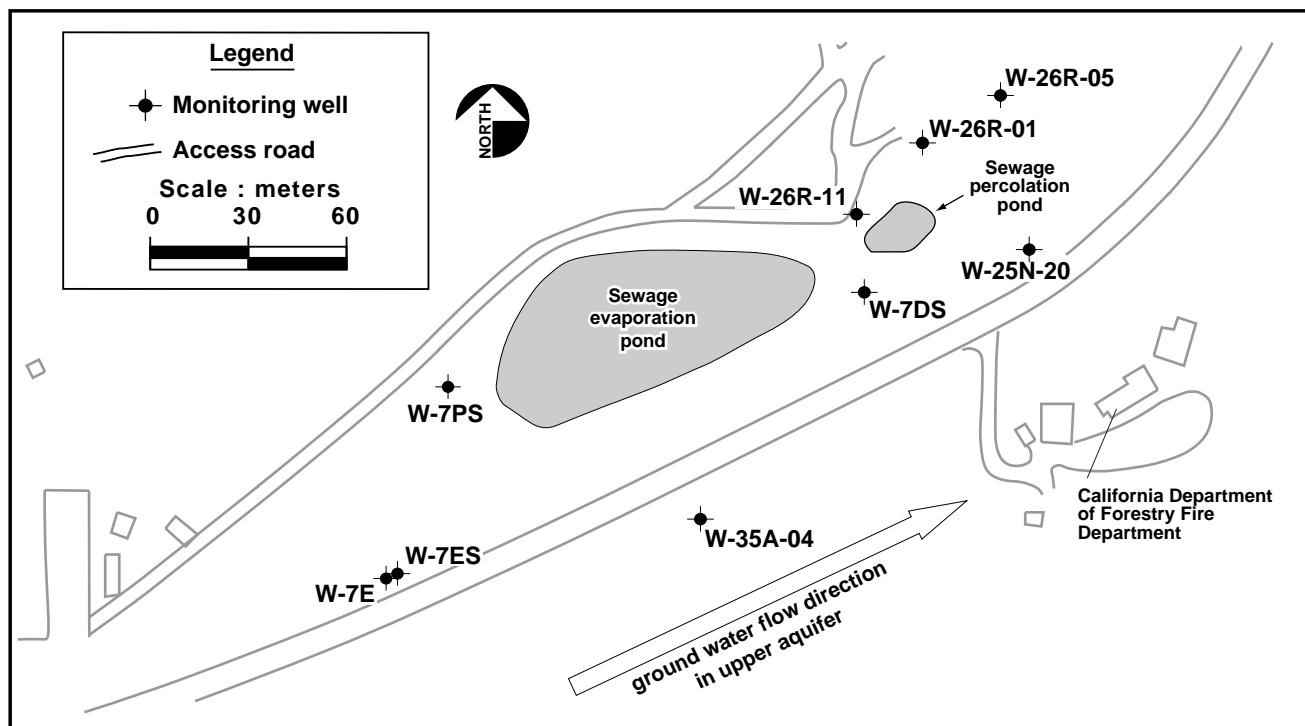 Legend
Monitoring well
Access road
Scale : meters
0 30 60
NORTH
W-26R-05
W-26R-01
Sewage
percolation
pond
W-26R-11
W-25N-20
Sewage
evaporation
pond
W-7DS
W-7PS
California Department
of Forestry Fire
Department
W-35A-04
W-7ES
W-7E
ground water flow direction
in upper aquifer